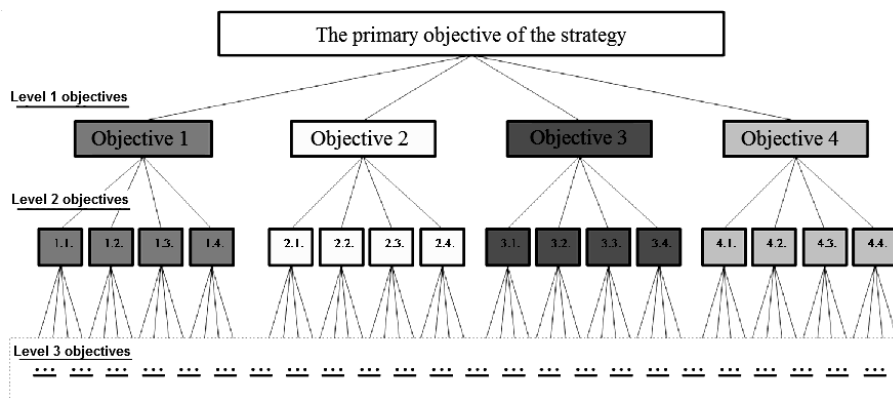 The primary objective of the strategy
Level 1 objectives
Objective 1 Objective 2 Objective 3 Objective 4
Level 2 objectives
1.1. 1.2. 1.3. 1.4. 2.1. 2.2. 2.3. 2.4. 3.1. 3.2. 3.3. 3.4. 4.1. 4.2. 4.3. 4.4.
Level 3 objectives
... ... ... ... ... ... ... ... ... ... ... ... ... ... ... ... ... ... ... ... ... ... ... ...